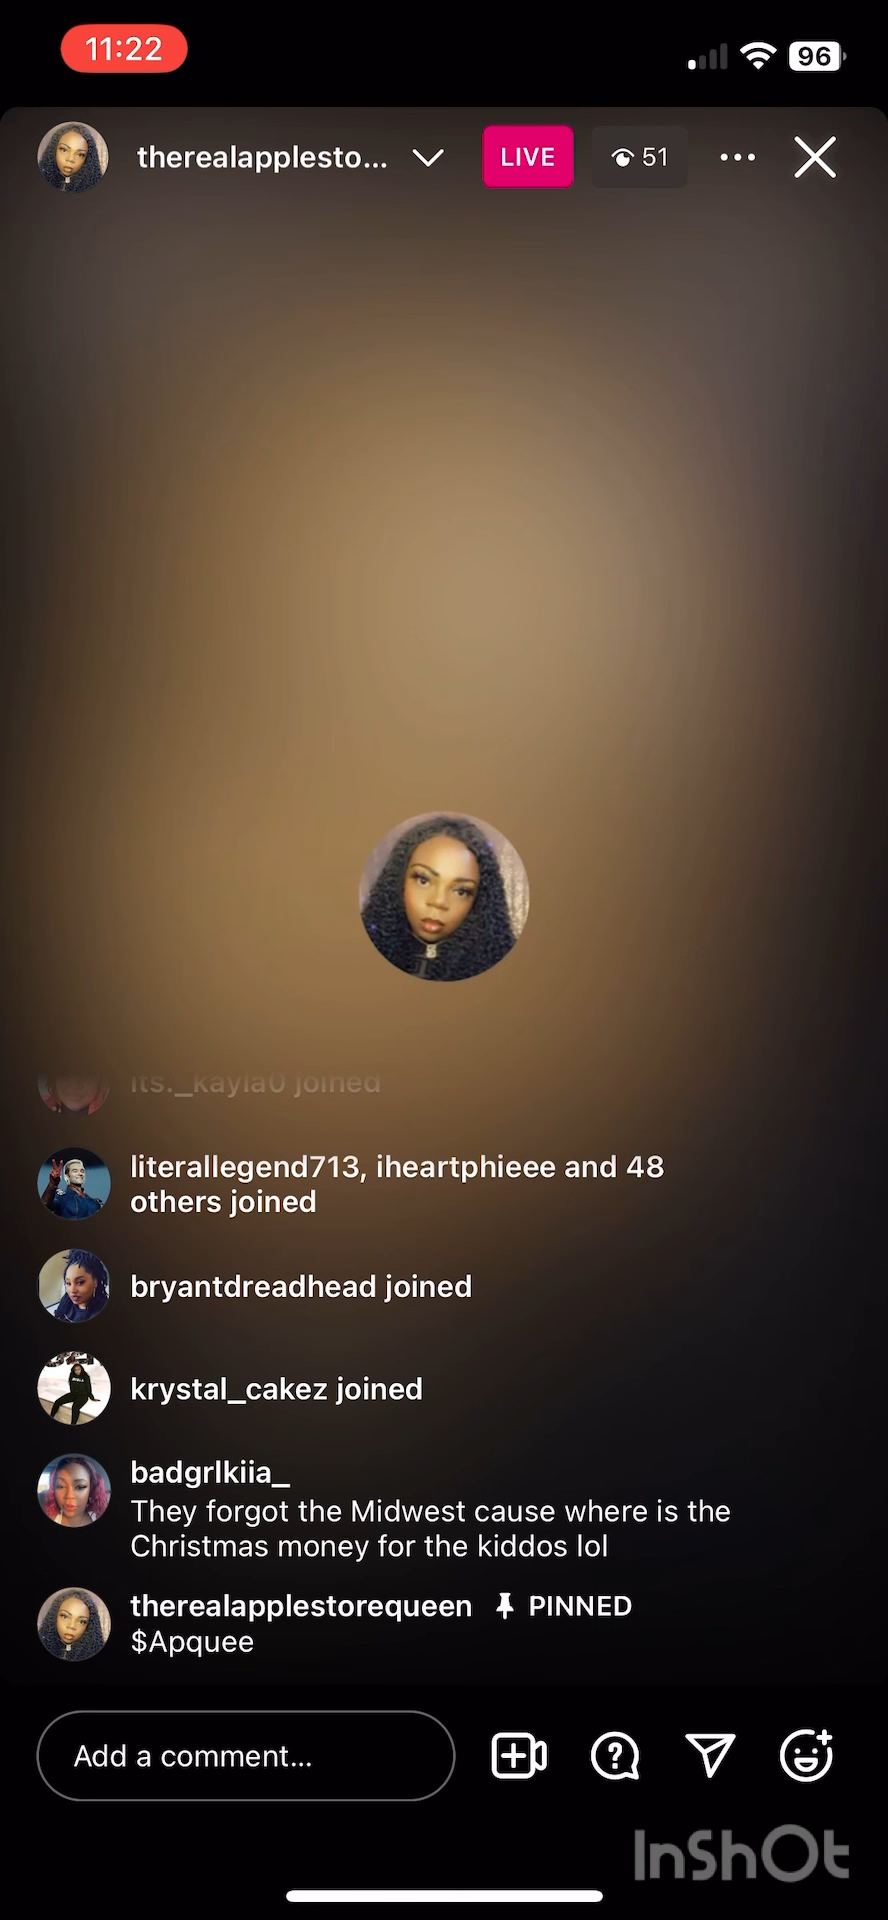 11:22
96
therealapplesto...
LIVE
51
its._kayla0 joined
literallegend713, iheartphieee and 48
others joined
bryantdreadhead joined
krystal_cakez joined
badgrlkiia_
They forgot the Midwest cause where is the
Christmas money for the kiddos lol
therealapplestorequeen PINNED
$Apquee
Add a comment...
InShOt